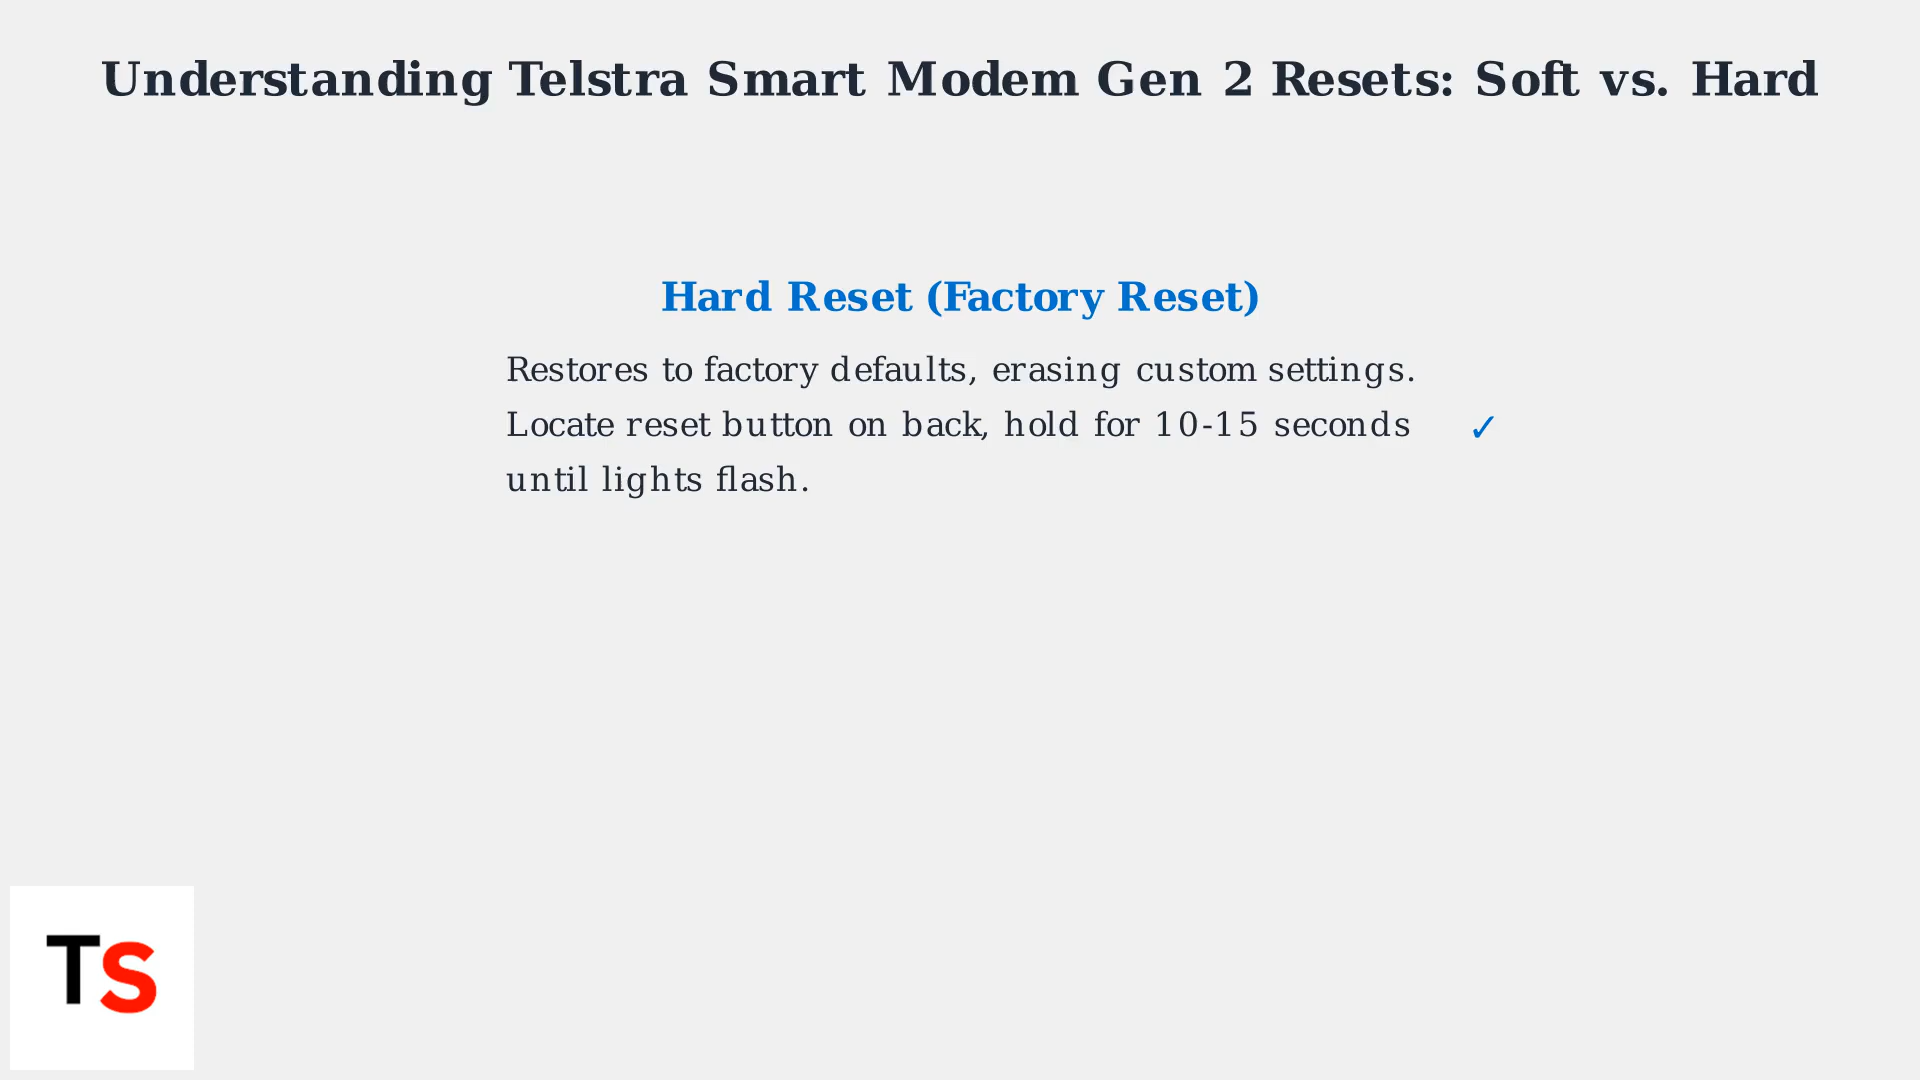 Understanding Telstra Smart Modem Gen 2 Resets: Soft vs. Hard
Hard Reset (Factory Reset)
Restores to factory defaults, erasing custom settings.
Locate reset button on back, hold for 10-15 seconds ✓
until lights flash.
TS